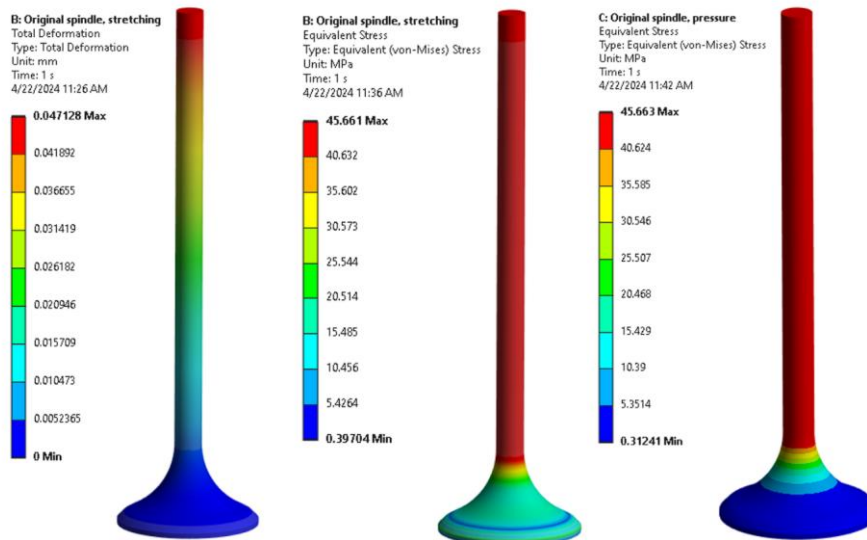 B: Original spindle, stretching
Total Deformation
Type: Total Deformation
Unit: mm
Time: 1 s
4/22/2024 11:26 AM
0.047128 Max
0.041892
0.036655
0.031419
0.026182
0.020946
0.015709
0.010473
0.0052365
0 Min
B: Original spindle, stretching
Equivalent Stress
Type: Equivalent (von-Mises) Stress
Unit: MPa
Time: 1 s
4/22/2024 11:36 AM
45.661 Max
40.632
35.602
30.573
25.544
20.514
15.485
10.456
5.4264
0.39704 Min
C: Original spindle, pressure
Equivalent Stress
Type: Equivalent (von-Mises) Stress
Unit: MPa
Time: 1 s
4/22/2024 11:42 AM
45.663 Max
40.624
35.585
30.546
25.507
20.468
15.429
10.39
5.3514
0.31241 Min